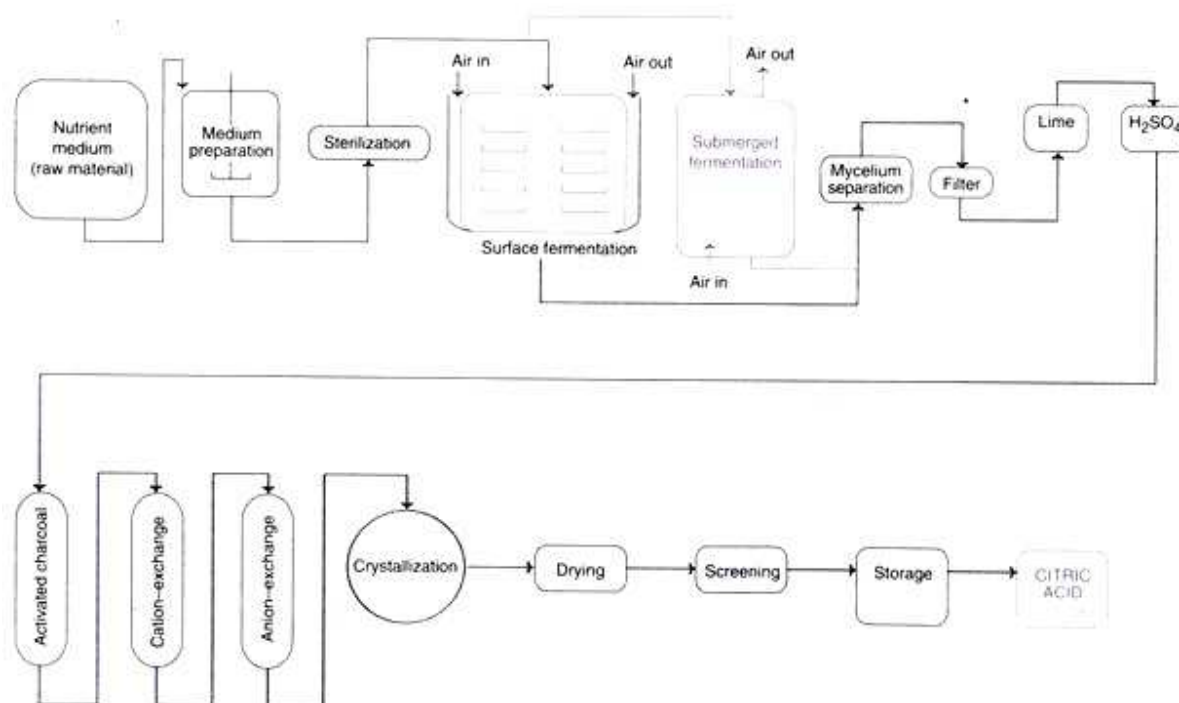 Nutrient
medium
(raw material)
Medium
preparation
Sterilization
Air in
Air out
Surface fermentation
Submerged
fermentation
Air out
Air in
Mycelium
separation
Filter
Lime
H₂SO₄
Activated charcoal
Cation-exchange
Anion-exchange
Crystallization
Drying
Screening
Storage
CITRIC
ACID